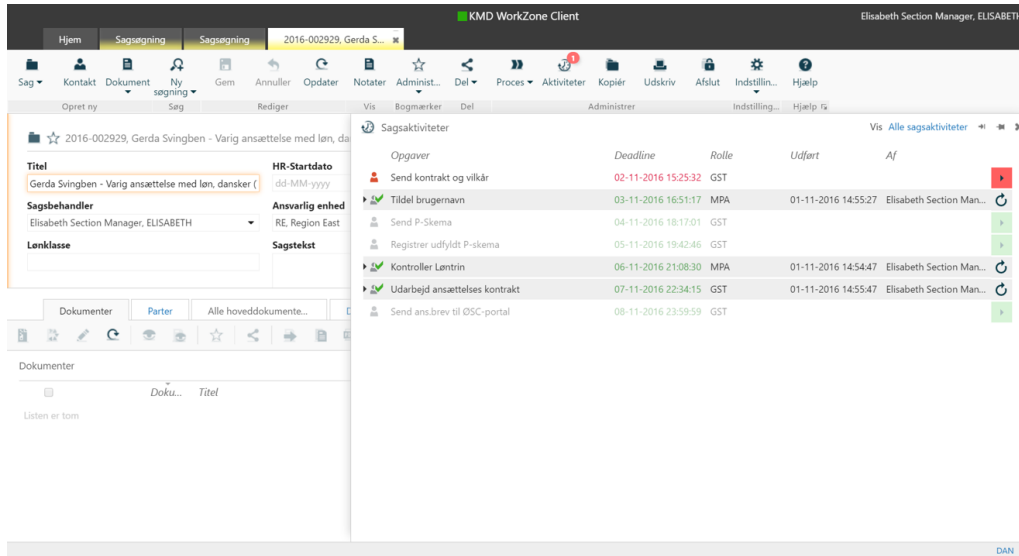 KMD WorkZone Client
Elisabeth Section Manager, ELISABETH
Hjem Sagsøgning Sagsøgning 2016-002929, Gerda S...
Sag Kontakt Dokument Ny søgning Gem Annuller Opdater Notater Administ... Del Proces Aktiviteter 1 Kopiér Udskriv Afslut Indstillin... Hjælp
Opret ny Søg Rediger Vis Bogmærker Del Administrer Indstilling... Hjælp
2016-002929, Gerda Svingben - Varig ansættelse med løn, da
Titel HR-Startdato
Gerda Svingben - Varig ansættelse med løn, dansker ( dd-MM-yyyy
Sagsbehandler Ansvarlig enhed
Elisabeth Section Manager, ELISABETH RE, Region East
Lønklasse Sagstekst
Dokumenter Parter Alle hoveddokumente... D
Dokumenter
Doku... Titel
Listen er tom
Sagsaktiviteter Vis Alle sagsaktiviteter
Opgaver Deadline Rolle Udført Af
Send kontrakt og vilkår 02-11-2016 15:25:32 GST
Tildel brugernavn 03-11-2016 16:51:17 MPA 01-11-2016 14:55:27 Elisabeth Section Man...
Send P-Skema 04-11-2016 18:17:01 GST
Registrer udfyldt P-skema 05-11-2016 19:42:46 GST
Kontroller Løntrin 06-11-2016 21:08:30 MPA 01-11-2016 14:54:47 Elisabeth Section Man...
Udarbejd ansættelses kontrakt 07-11-2016 22:34:15 GST 01-11-2016 14:55:47 Elisabeth Section Man...
Send ans.brev til ØSC-portal 08-11-2016 23:59:59 GST
DAN